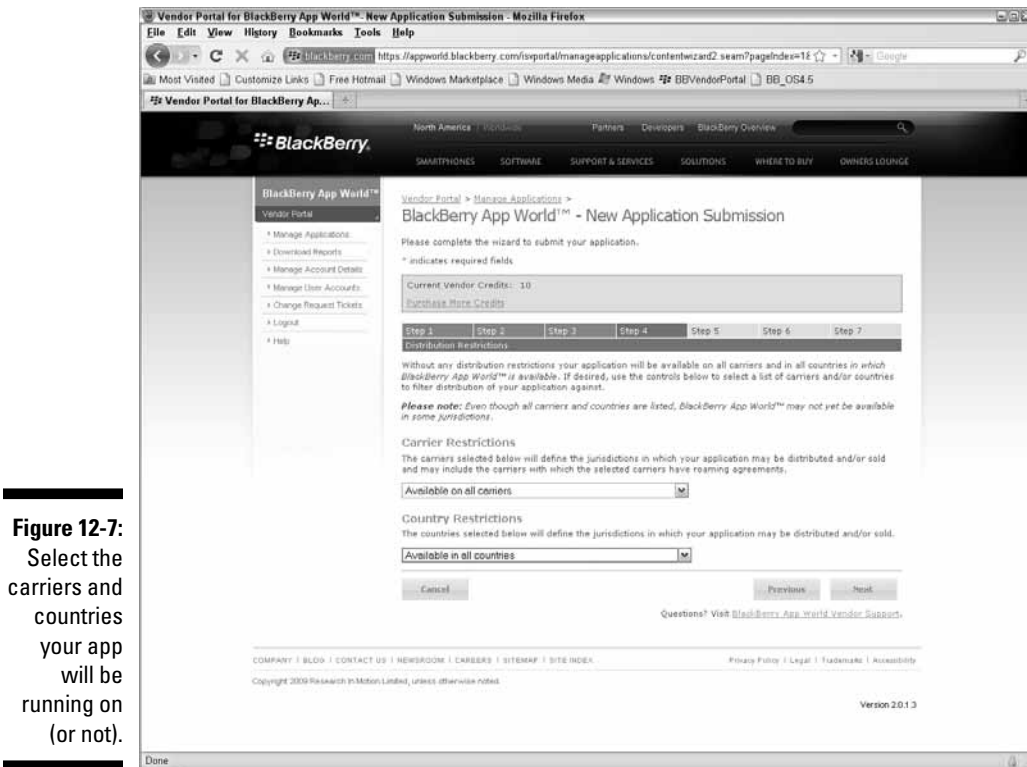 Vendor Portal for BlackBerry App World™- New Application Submission - Mozilla Firefox
File Edit View History Bookmarks Tools Help
blackberry.com https://appworld.blackberry.com/isvportal/manageapplications/contentwizard2.seam?pageIndex=1& Google
Most Visited Customize Links Free Hotmail Windows Marketplace Windows Media Windows BBVendorPortal BB_OS4.5
Vendor Portal for BlackBerry Ap...
North America | Worldwide Partners Developers BlackBerry Overview
BlackBerry.
SMARTPHONES SOFTWARE SUPPORT & SERVICES SOLUTIONS WHERE TO BUY OWNERS LOUNGE
BlackBerry App World™
Vendor Portal
Manage Applications
Download Reports
Manage Account Details
Manage User Accounts
Change Request Tickets
Logout
Help
Vendor Portal > Manage Applications >
BlackBerry App World™ - New Application Submission
Please complete the wizard to submit your application.
* indicates required fields
Current Vendor Credits: 10
Purchase More Credits
Step 1 Step 2 Step 3 Step 4 Step 5 Step 6 Step 7
Distribution Restrictions
Without any distribution restrictions your application will be available on all carriers and in all countries in which
BlackBerry App World™ is available. If desired, use the controls below to select a list of carriers and/or countries
to filter distribution of your application against.
Please note: Even though all carriers and countries are listed, BlackBerry App World™ may not yet be available
in some jurisdictions.
Carrier Restrictions
The carriers selected below will define the jurisdictions in which your application may be distributed and/or sold
and may include the carriers with which the selected carriers have roaming agreements.
Available on all carriers
Country Restrictions
The countries selected below will define the jurisdictions in which your application may be distributed and/or sold.
Available in all countries
Cancel Previous Next
Questions? Visit BlackBerry App World Vendor Support.
COMPANY | BLOG | CONTACT US | NEWSROOM | CAREERS | SITEMAP | SITE INDEX Privacy Policy | Legal | Trademarks | Accessibility
Copyright 2009 Research In Motion Limited, unless otherwise noted.
Version 2.0.1.3
Done
Figure 12-7:
Select the
carriers and
countries
your app
will be
running on
(or not).